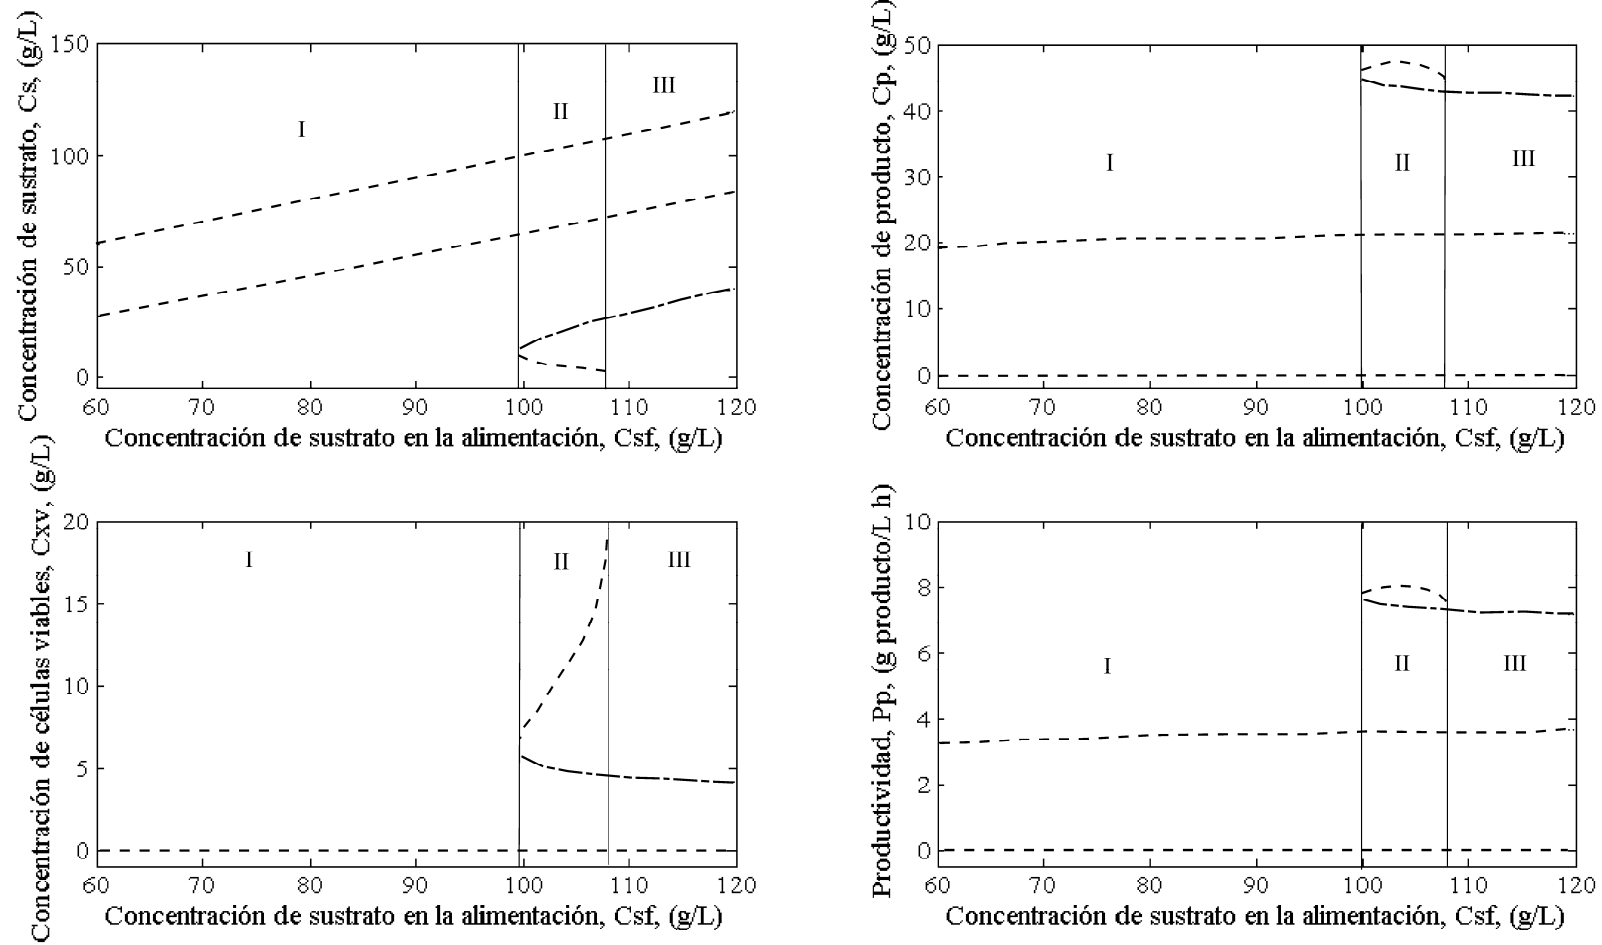 Concentración de sustrato, Cs, (g/L)
150
100
50
0
I
II
III
60 70 80 90 100 110 120
Concentración de sustrato en la alimentación, Csf, (g/L)
Concentración de producto, Cp, (g/L)
50
40
30
20
10
0
I
II
III
60 70 80 90 100 110 120
Concentración de sustrato en la alimentación, Csf, (g/L)
Concentración de células viables, Cxv, (g/L)
20
15
10
5
0
I
II
III
60 70 80 90 100 110 120
Concentración de sustrato en la alimentación, Csf, (g/L)
Productividad, Pp, (g producto/L h)
10
8
6
4
2
0
I
II
III
60 70 80 90 100 110 120
Concentración de sustrato en la alimentación, Csf, (g/L)